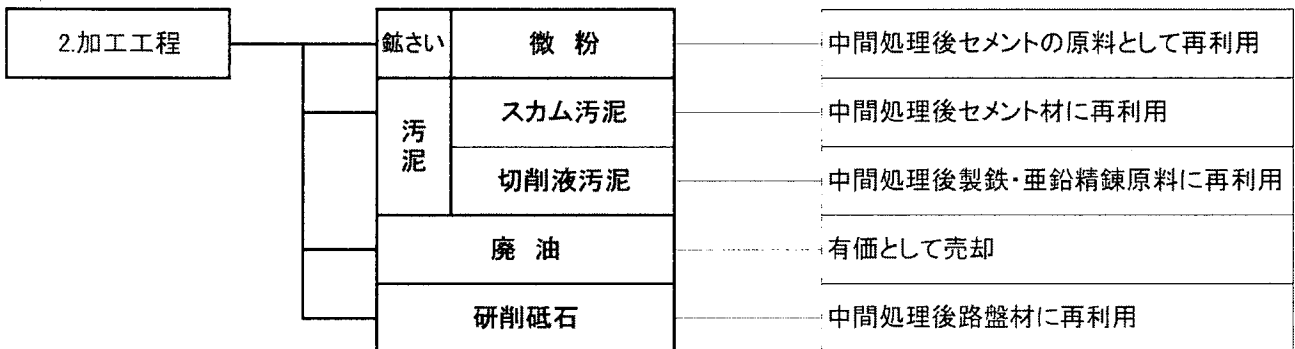 2.加工工程
鉱さい 微 粉 中間処理後セメントの原料として再利用
汚泥 スカム汚泥 中間処理後セメント材に再利用
切削液汚泥 中間処理後製鉄・亜鉛精錬原料に再利用
廃 油 有価として売却
研削砥石 中間処理後路盤材に再利用